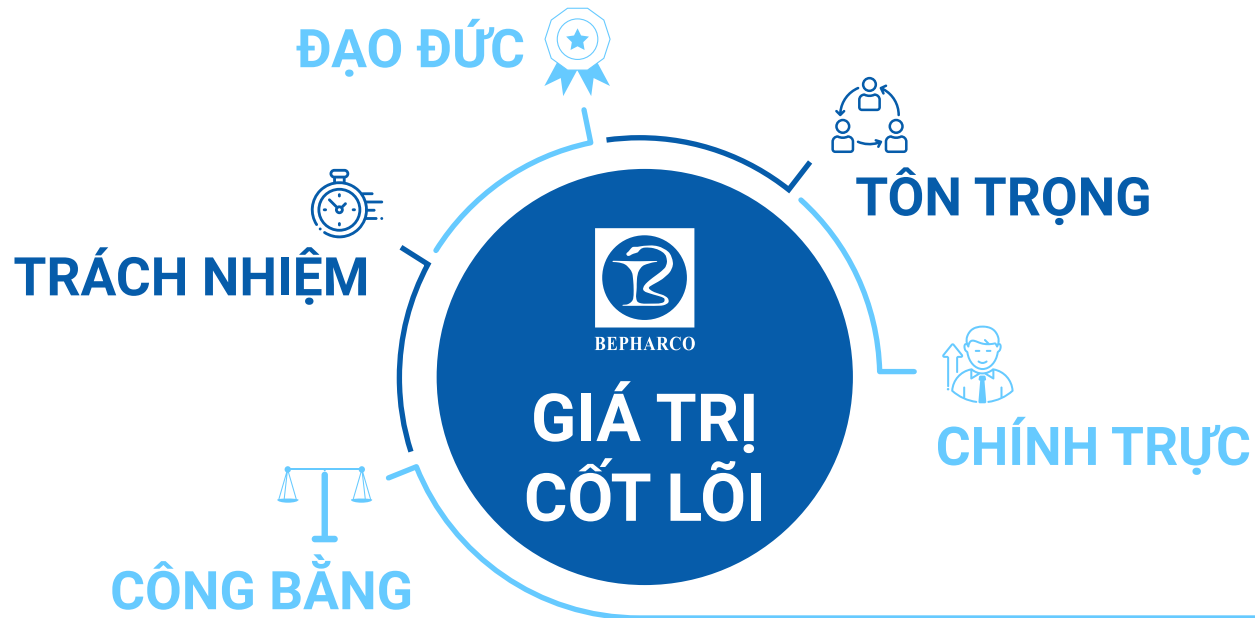 ĐẠO ĐỨC
TÔN TRỌNG
TRÁCH NHIỆM
BEPHARCO
GIÁ TRỊ
CỐT LÕI
CHÍNH TRỰC
CÔNG BẰNG